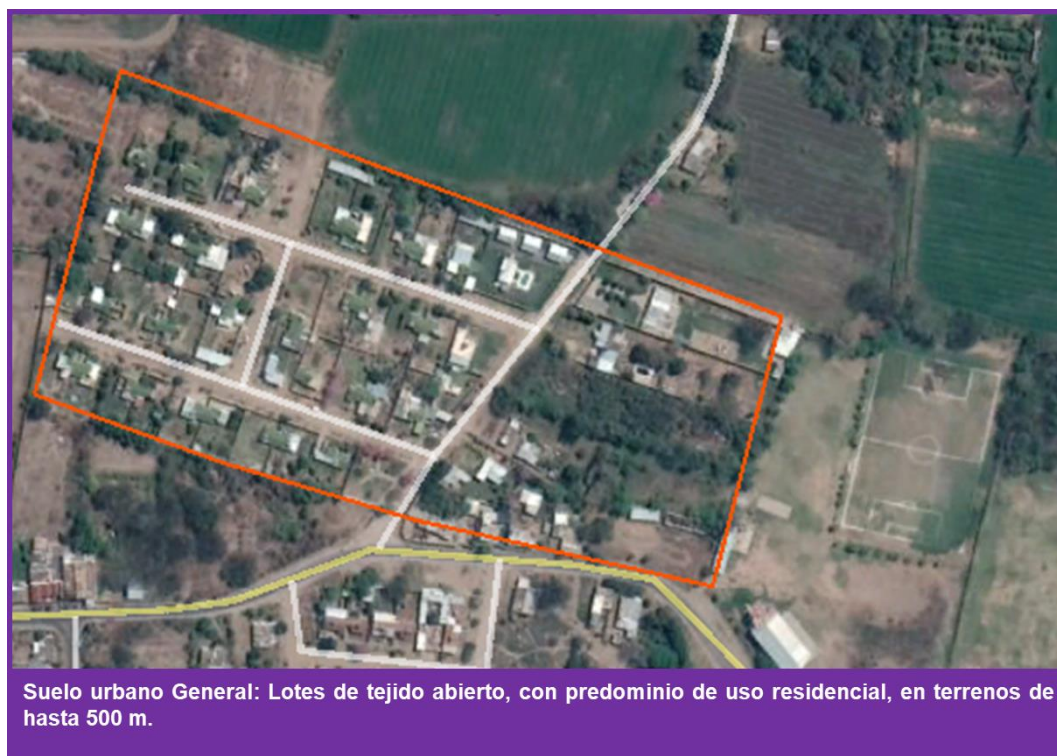 Suelo urbano General: Lotes de tejido abierto, con predominio de uso residencial, en terrenos de
hasta 500 m.